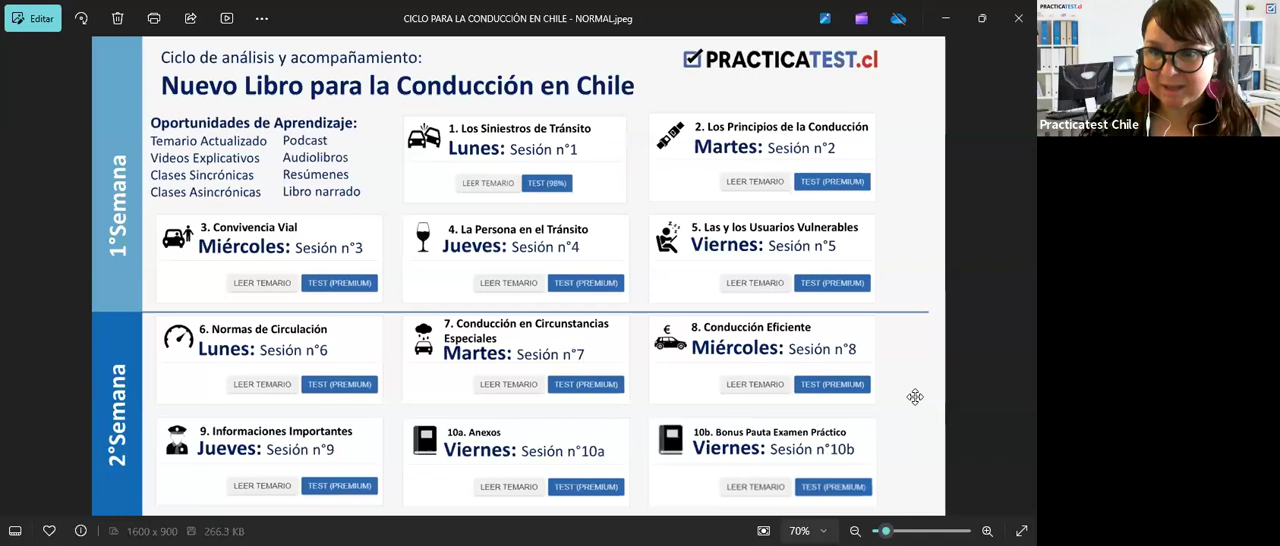 Editar
CICLO PARA LA CONDUCCIÓN EN CHILE - NORMAL.jpeg
PRACTICATEST.cl
Practicatest Chile
Ciclo de análisis y acompañamiento:
Nuevo Libro para la Conducción en Chile
PRACTICATEST.cl
1°Semana
Oportunidades de Aprendizaje:
Temario Actualizado Podcast
Videos Explicativos Audiolibros
Clases Sincrónicas Resúmenes
Clases Asincrónicas Libro narrado
1. Los Siniestros de Tránsito
Lunes: Sesión n°1
LEER TEMARIO TEST (98%)
2. Los Principios de la Conducción
Martes: Sesión n°2
LEER TEMARIO TEST (PREMIUM)
3. Convivencia Vial
Miércoles: Sesión n°3
LEER TEMARIO TEST (PREMIUM)
4. La Persona en el Tránsito
Jueves: Sesión n°4
LEER TEMARIO TEST (PREMIUM)
5. Las y los Usuarios Vulnerables
Viernes: Sesión n°5
LEER TEMARIO TEST (PREMIUM)
2°Semana
6. Normas de Circulación
Lunes: Sesión n°6
LEER TEMARIO TEST (PREMIUM)
7. Conducción en Circunstancias
Especiales
Martes: Sesión n°7
LEER TEMARIO TEST (PREMIUM)
8. Conducción Eficiente
Miércoles: Sesión n°8
LEER TEMARIO TEST (PREMIUM)
9. Informaciones Importantes
Jueves: Sesión n°9
LEER TEMARIO TEST (PREMIUM)
10a. Anexos
Viernes: Sesión n°10a
LEER TEMARIO TEST (PREMIUM)
10b. Bonus Pauta Examen Práctico
Viernes: Sesión n°10b
LEER TEMARIO TEST (PREMIUM)
1600 x 900 266.3 KB
70%